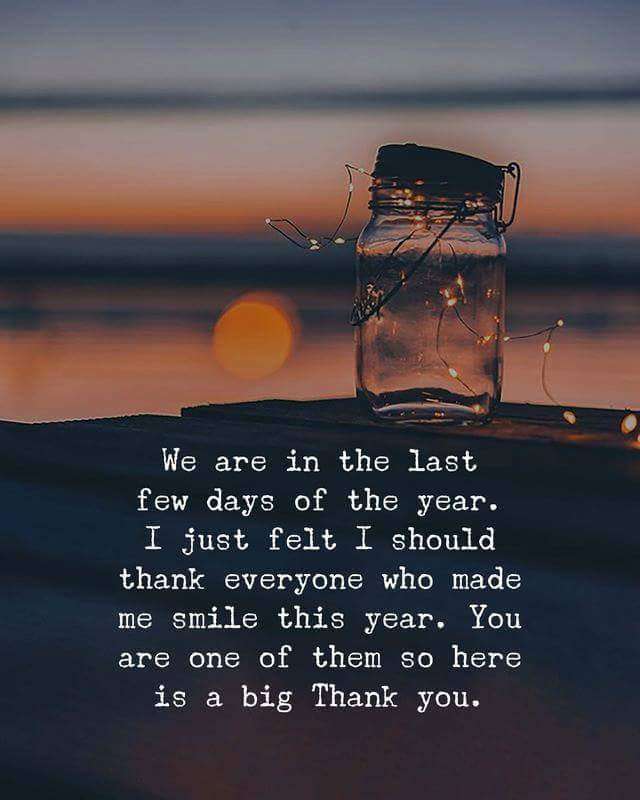 We are in the last
few days of the year.
I just felt I should
thank everyone who made
me smile this year. You
are one of them so here
is a big Thank you.